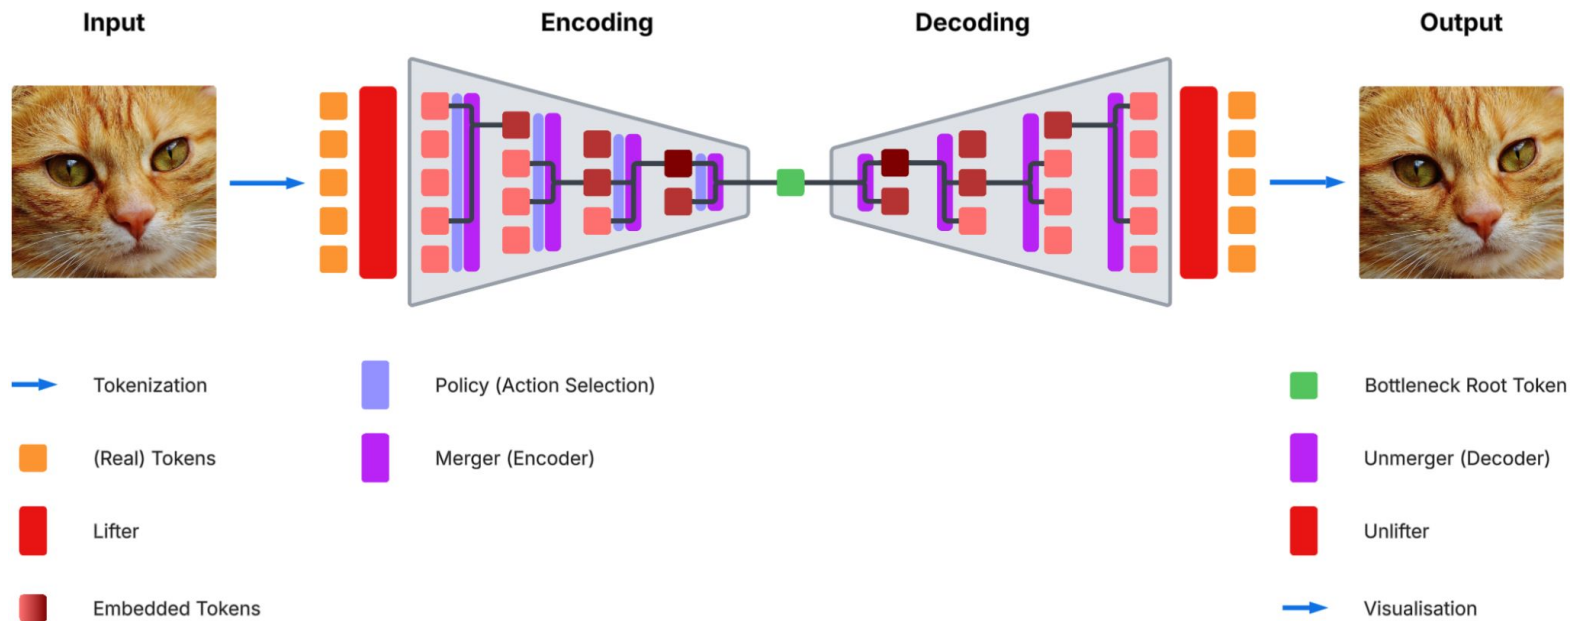 Input
Encoding
Decoding
Output
Tokenization
Policy (Action Selection)
Bottleneck Root Token
(Real) Tokens
Merger (Encoder)
Unmerger (Decoder)
Lifter
Unlifter
Embedded Tokens
Visualisation